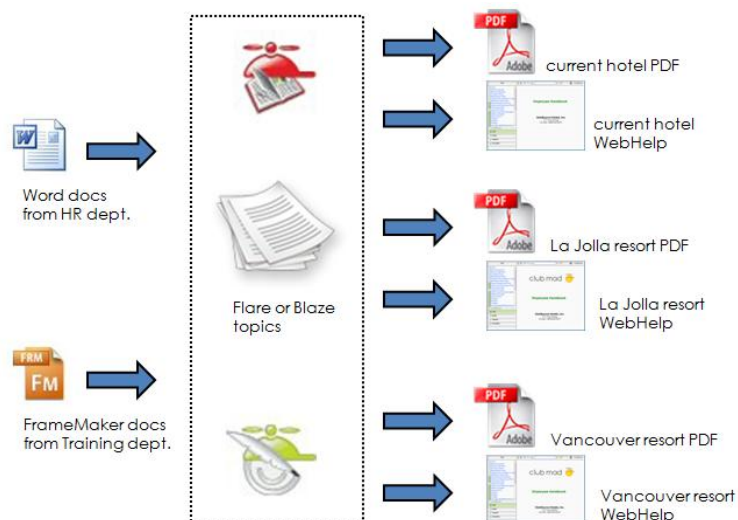 PDF
Adobe
current hotel PDF
current hotel
WebHelp
W
Word docs
from HR dept.
PDF
Adobe
La Jolla resort PDF
Flare or Blaze
topics
club mad
La Jolla resort
WebHelp
FRM
FM
FrameMaker docs
from Training dept.
PDF
Adobe
Vancouver resort PDF
club mad
Vancouver resort
WebHelp